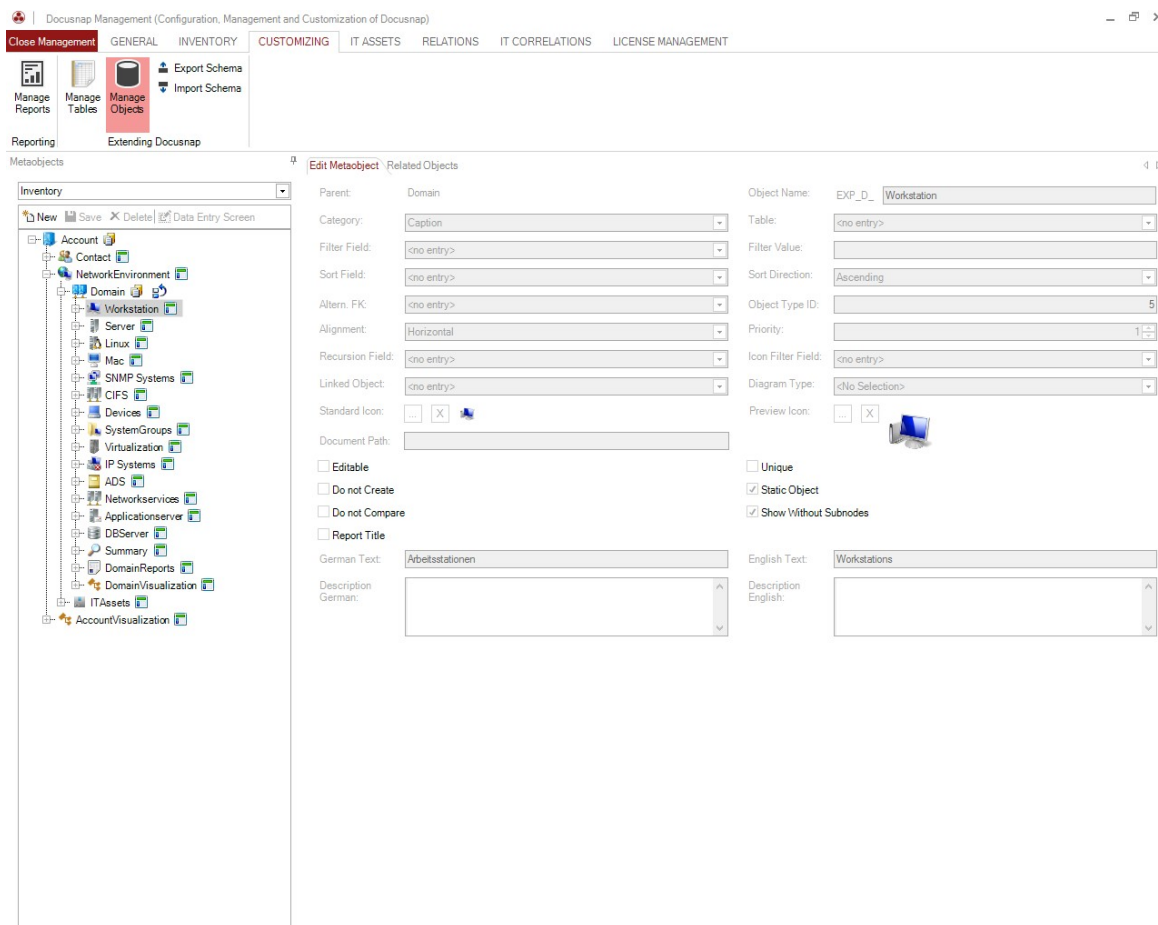 Docusnap Management (Configuration, Management and Customization of Docusnap)
Close Management GENERAL INVENTORY CUSTOMIZING IT ASSETS RELATIONS IT CORRELATIONS LICENSE MANAGEMENT
Manage Reports
Manage Tables
Manage Objects
Export Schema
Import Schema
Reporting Extending Docusnap
Metaobjects
Inventory
New Save Delete Data Entry Screen
Account
Contact
NetworkEnvironment
Domain
Workstation
Server
Linux
Mac
SNMP Systems
CIFS
Devices
SystemGroups
Virtualization
IP Systems
ADS
Networkservices
Applicationserver
DBServer
Summary
DomainReports
DomainVisualization
ITAssets
AccountVisualization
Edit Metaobject Related Objects
Parent: Domain Object Name: EXP_D_ Workstation
Category: Caption Table: <no entry>
Filter Field: <no entry> Filter Value:
Sort Field: <no entry> Sort Direction: Ascending
Altern. FK: <no entry> Object Type ID: 5
Alignment: Horizontal Priority: 1
Recursion Field: <no entry> Icon Filter Field: <no entry>
Linked Object: <no entry> Diagram Type: <No Selection>
Standard Icon: ... X Preview Icon: ... X
Document Path:
Editable Unique
Do not Create Static Object
Do not Compare Show Without Subnodes
Report Title
German Text: Arbeitsstationen English Text: Workstations
Description German: Description English: